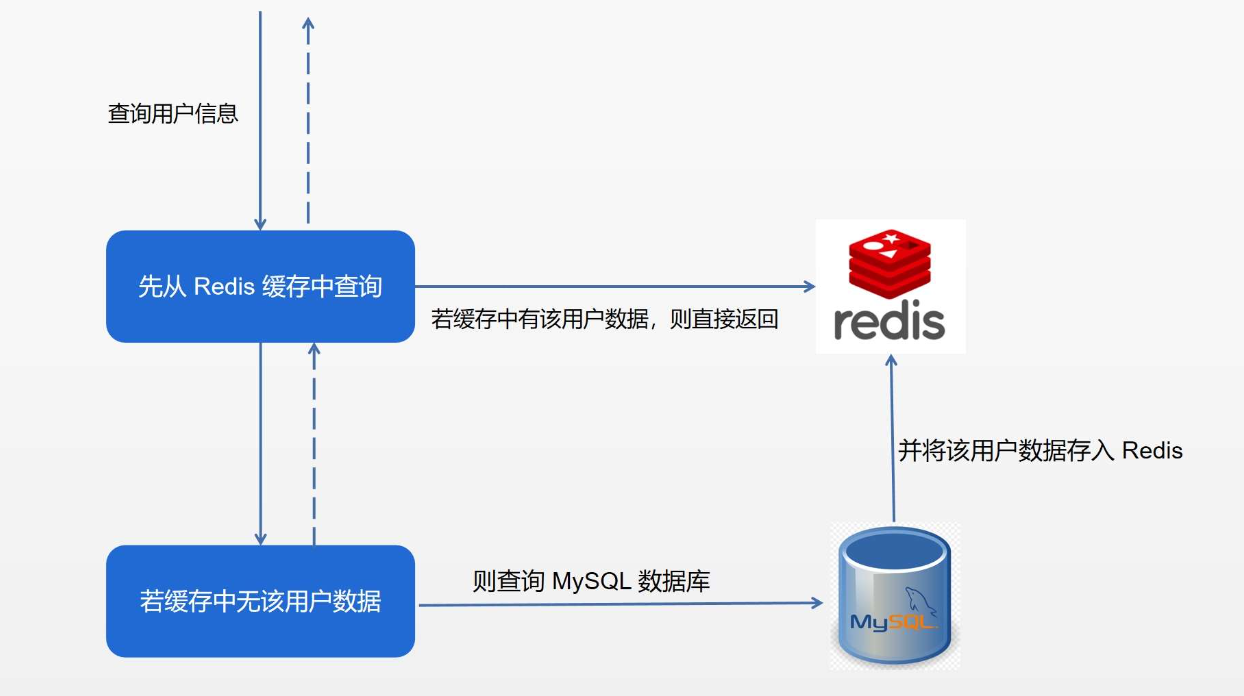 查询用户信息
先从 Redis 缓存中查询
若缓存中有该用户数据，则直接返回
redis
并将该用户数据存入 Redis
若缓存中无该用户数据
则查询 MySQL 数据库
MySQL